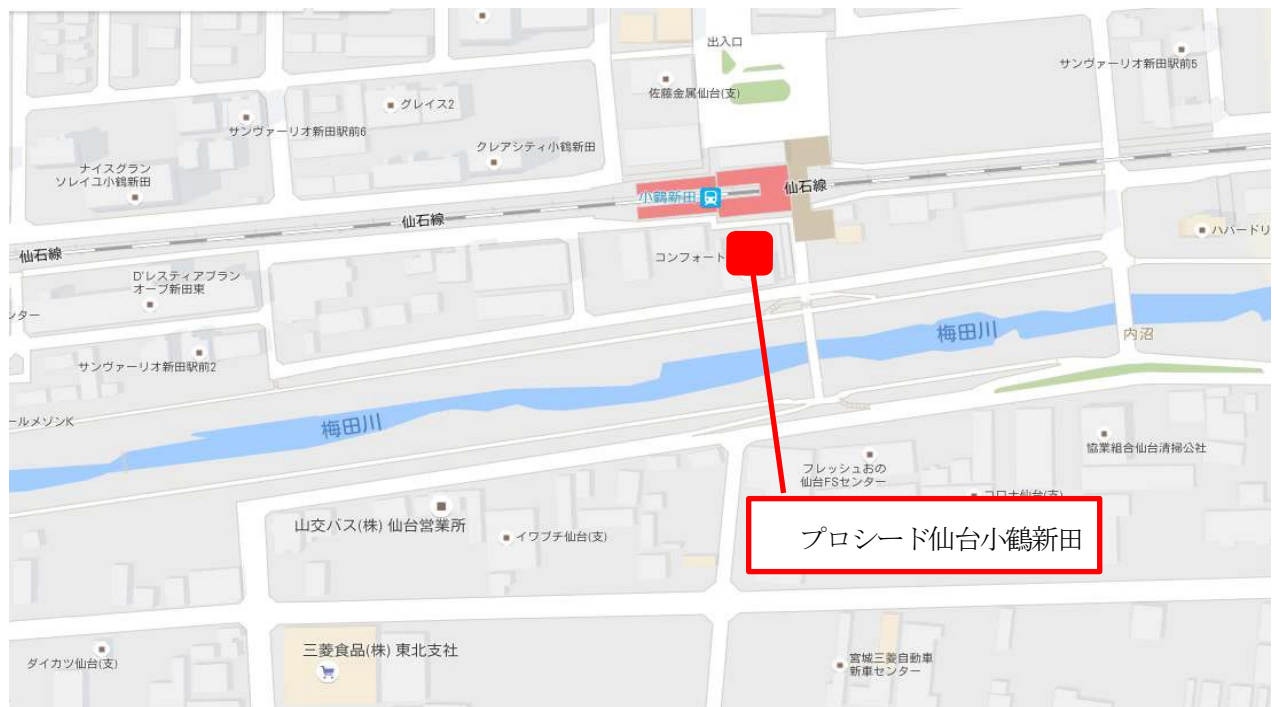 出入口
サンヴァーリオ新田駅前5
佐藤金属仙台(支)
グレイス2
サンヴァーリオ新田駅前6
クレアシティ小鶴新田
ナイスグラン
ソレイユ小鶴新田
小鶴新田
仙石線
仙石線
仙石線
ハバードリ
コンフォート
D'レスティアブラン
オーブ新田東
ンター
梅田川
内沼
サンヴァーリオ新田駅前2
ールメゾンK
梅田川
協業組合仙台清掃公社
フレッシュおの
仙台FSセンター
コロナ仙台(支)
山交バス(株) 仙台営業所
イワブチ仙台(支)
プロシード仙台小鶴新田
三菱食品(株) 東北支社
ダイカツ仙台(支)
宮城三菱自動車
新車センター